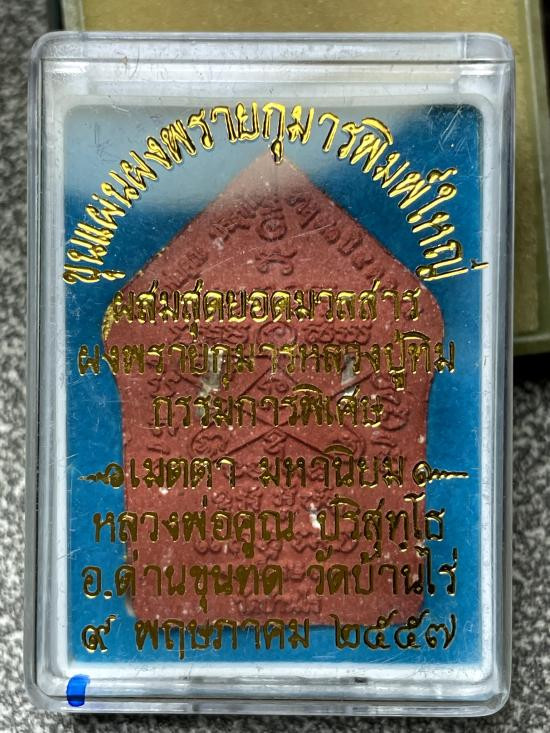 ขุนแผนผงพรายกุมารพิมพ์ใหญ่
ผสมสุดยอดมวลสาร
ผงพรายกุมารหลวงปู่ทิม
กรรมการพิเศษ
เมตตา มหานิยม
หลวงพ่อคูณ ปริสุทฺโธ
อ.ด่านขุนทด วัดบ้านไร่
๙ พฤษภาคม ๒๕๕๗